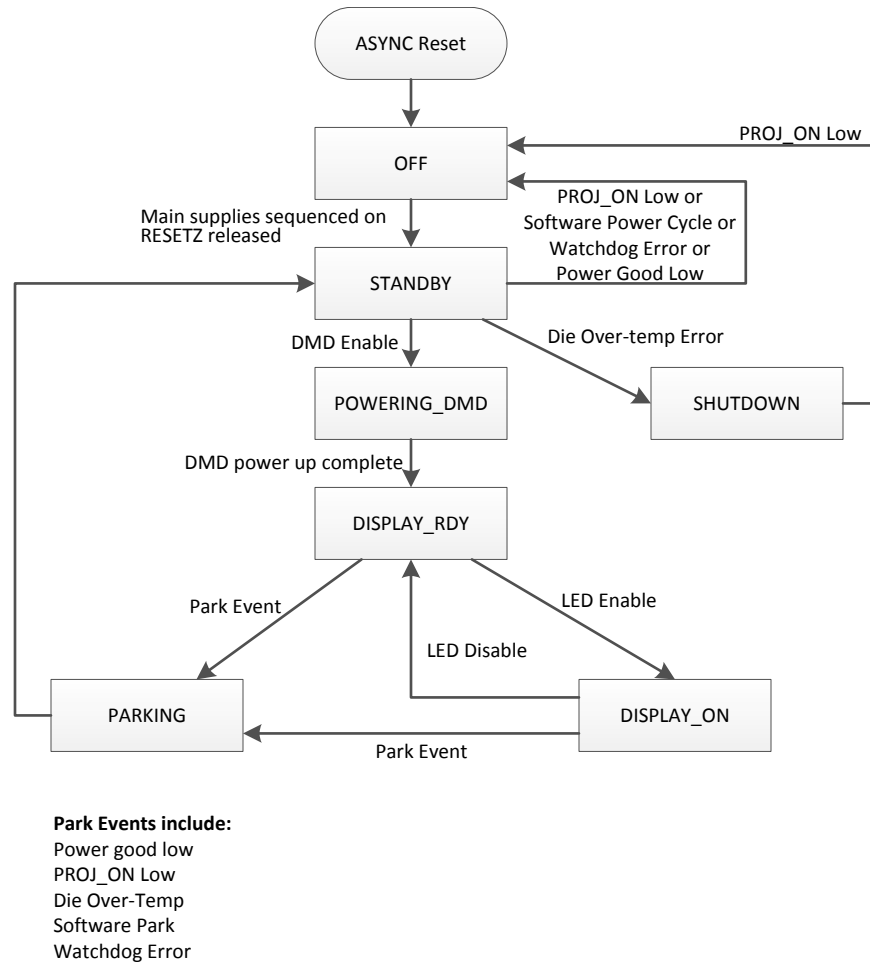 ASYNC Reset
PROJ_ON Low
OFF
PROJ_ON Low or
Software Power Cycle or
Watchdog Error or
Power Good Low
Main supplies sequenced on
RESETZ released
STANDBY
DMD Enable
Die Over-temp Error
POWERING_DMD
SHUTDOWN
DMD power up complete
DISPLAY_RDY
Park Event
LED Enable
LED Disable
PARKING
DISPLAY_ON
Park Event
Park Events include:
Power good low
PROJ_ON Low
Die Over-Temp
Software Park
Watchdog Error